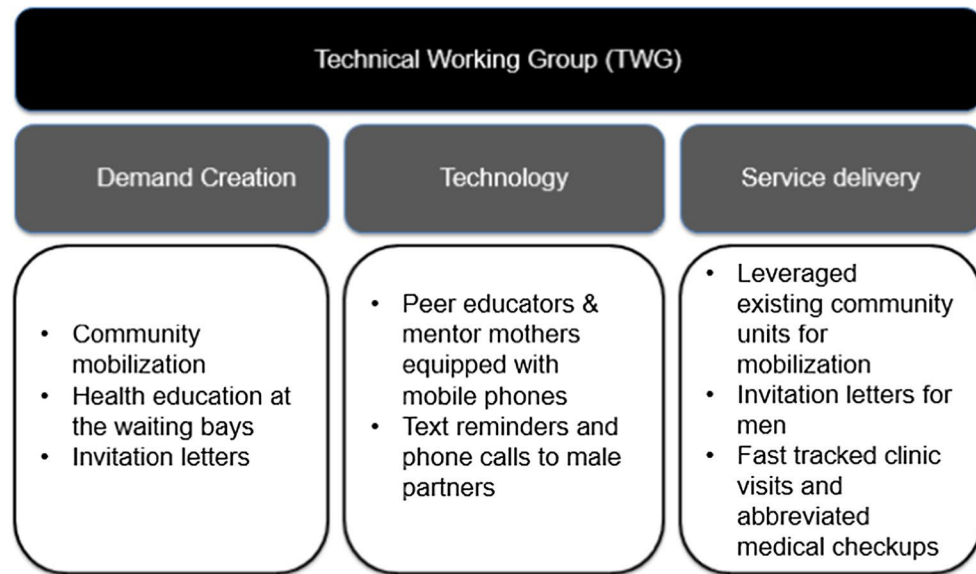 Technical Working Group (TWG)
Demand Creation
Technology
Service delivery
• Community
mobilization
• Health education at
the waiting bays
• Invitation letters
• Peer educators &
mentor mothers
equipped with
mobile phones
• Text reminders and
phone calls to male
partners
• Leveraged
existing community
units for
mobilization
• Invitation letters for
men
• Fast tracked clinic
visits and
abbreviated
medical checkups